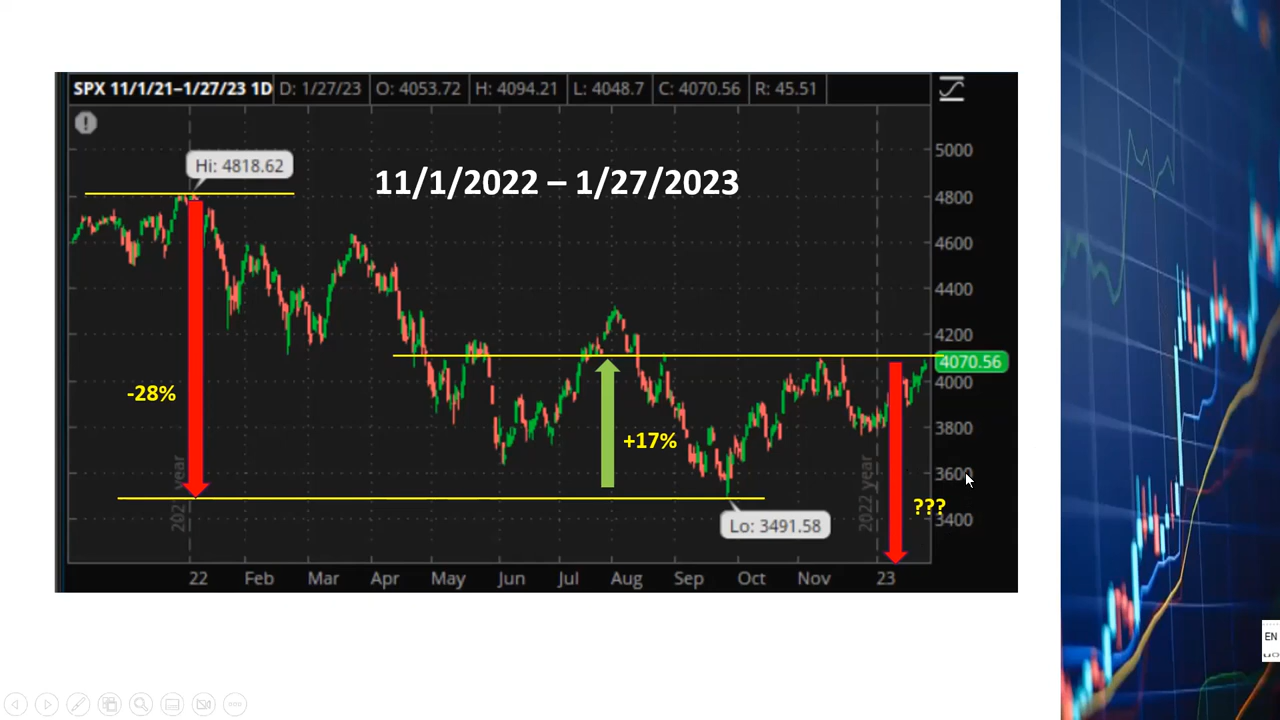 SPX 11/1/21–1/27/23 1D D: 1/27/23 O: 4053.72 H: 4094.21 L: 4048.7 C: 4070.56 R: 45.51
Hi: 4818.62
11/1/2022 – 1/27/2023
5000
4800
4600
4400
4200
4070.56
4000
-28%
+17%
3800
3600
2022 year
???
Lo: 3491.58
3400
22 Feb Mar Apr May Jun Jul Aug Sep Oct Nov 23
EN